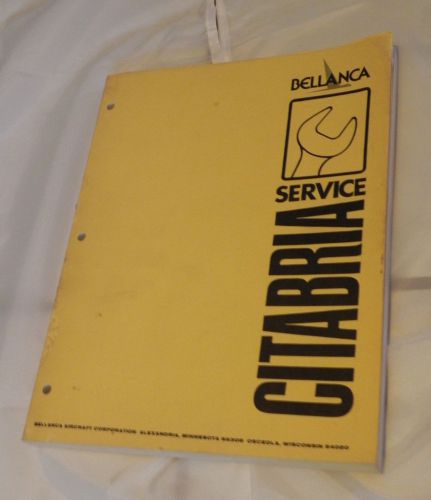 BELLANCA
SERVICE
CITABRIA
BELLANCA AIRCRAFT CORPORATION ALEXANDRIA, MINNESOTA 56308 OSCEOLA, WISCONSIN 54020